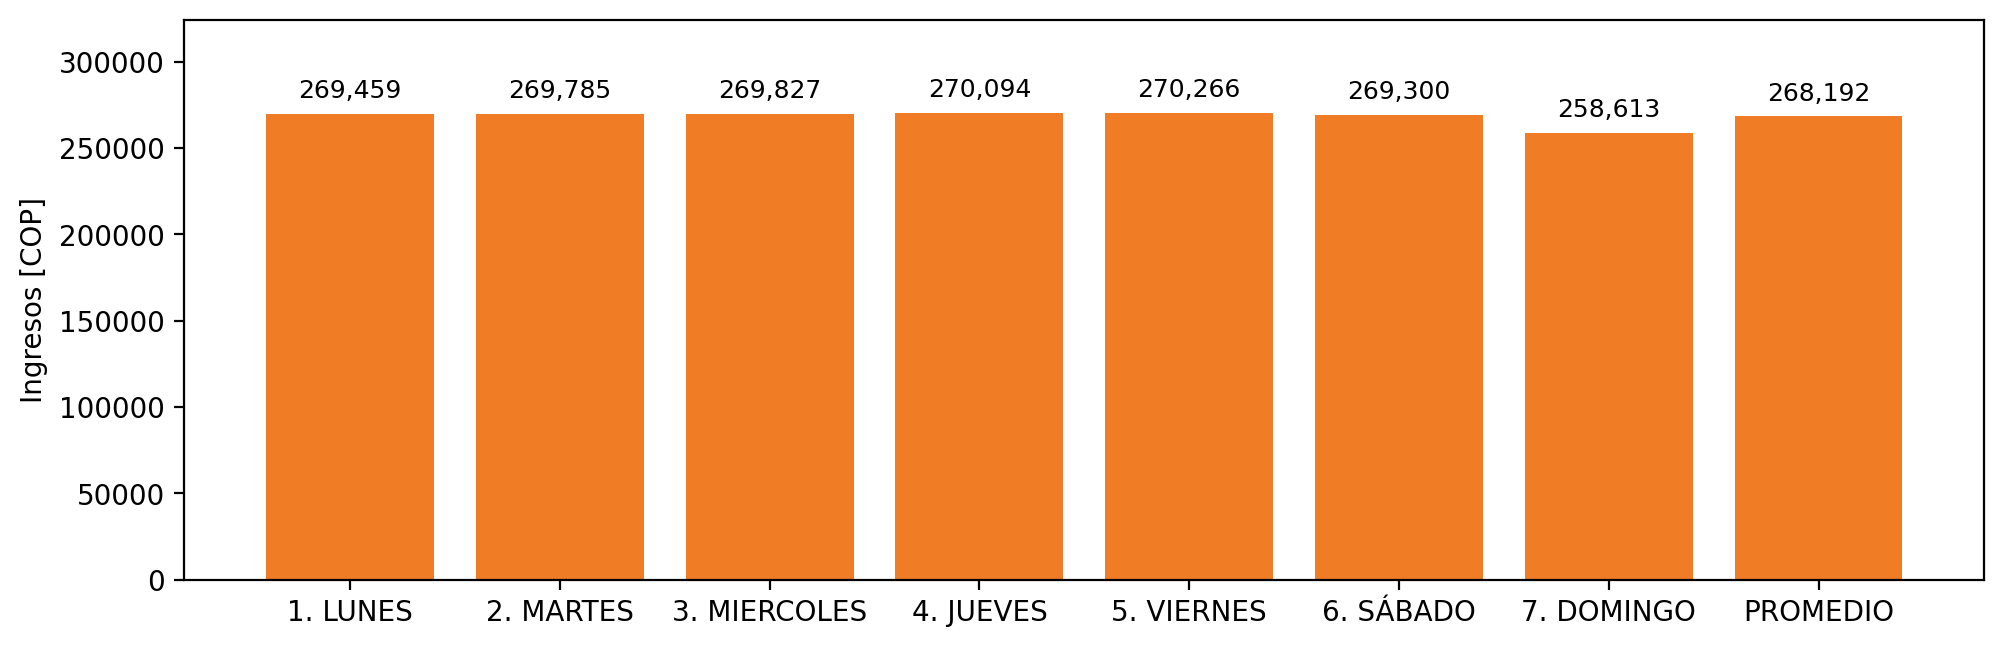 300000
250000
200000
150000
100000
50000
0
Ingresos [COP]
269,459 269,785 269,827 270,094 270,266 269,300 258,613 268,192
1. LUNES 2. MARTES 3. MIERCOLES 4. JUEVES 5. VIERNES 6. SÁBADO 7. DOMINGO PROMEDIO